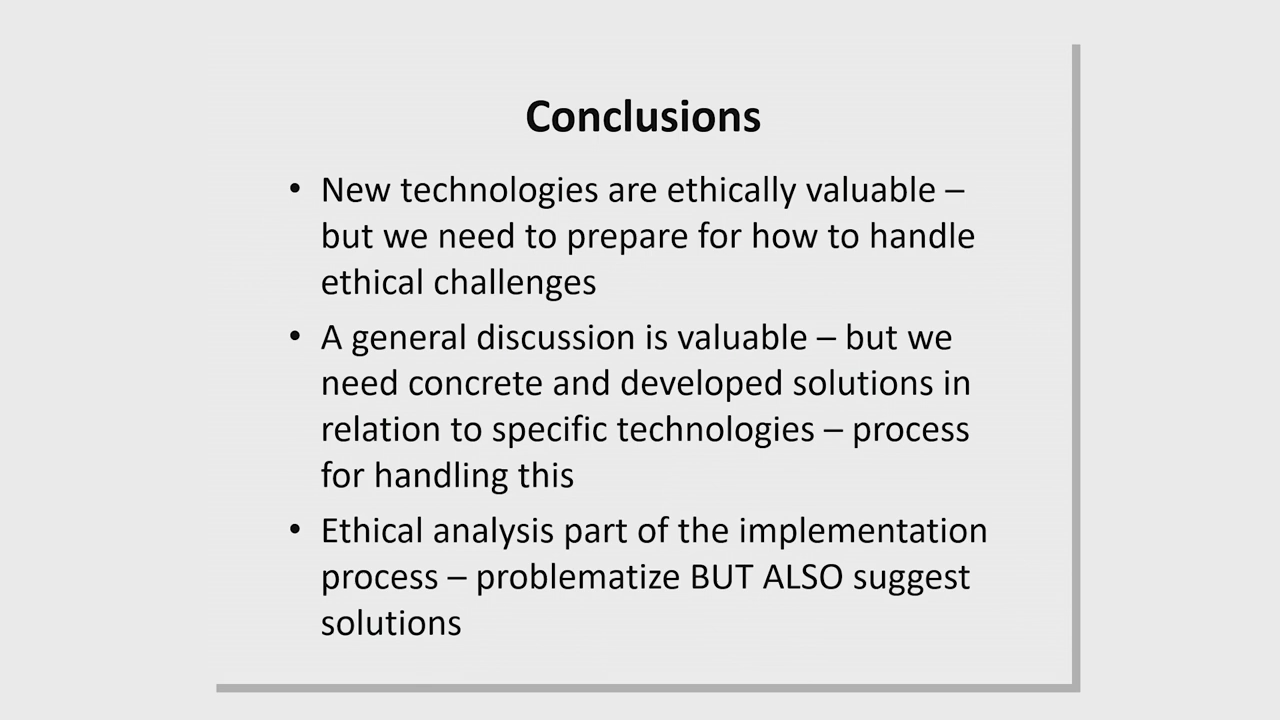 Conclusions
• New technologies are ethically valuable –
but we need to prepare for how to handle
ethical challenges
• A general discussion is valuable – but we
need concrete and developed solutions in
relation to specific technologies – process
for handling this
• Ethical analysis part of the implementation
process – problematize BUT ALSO suggest
solutions